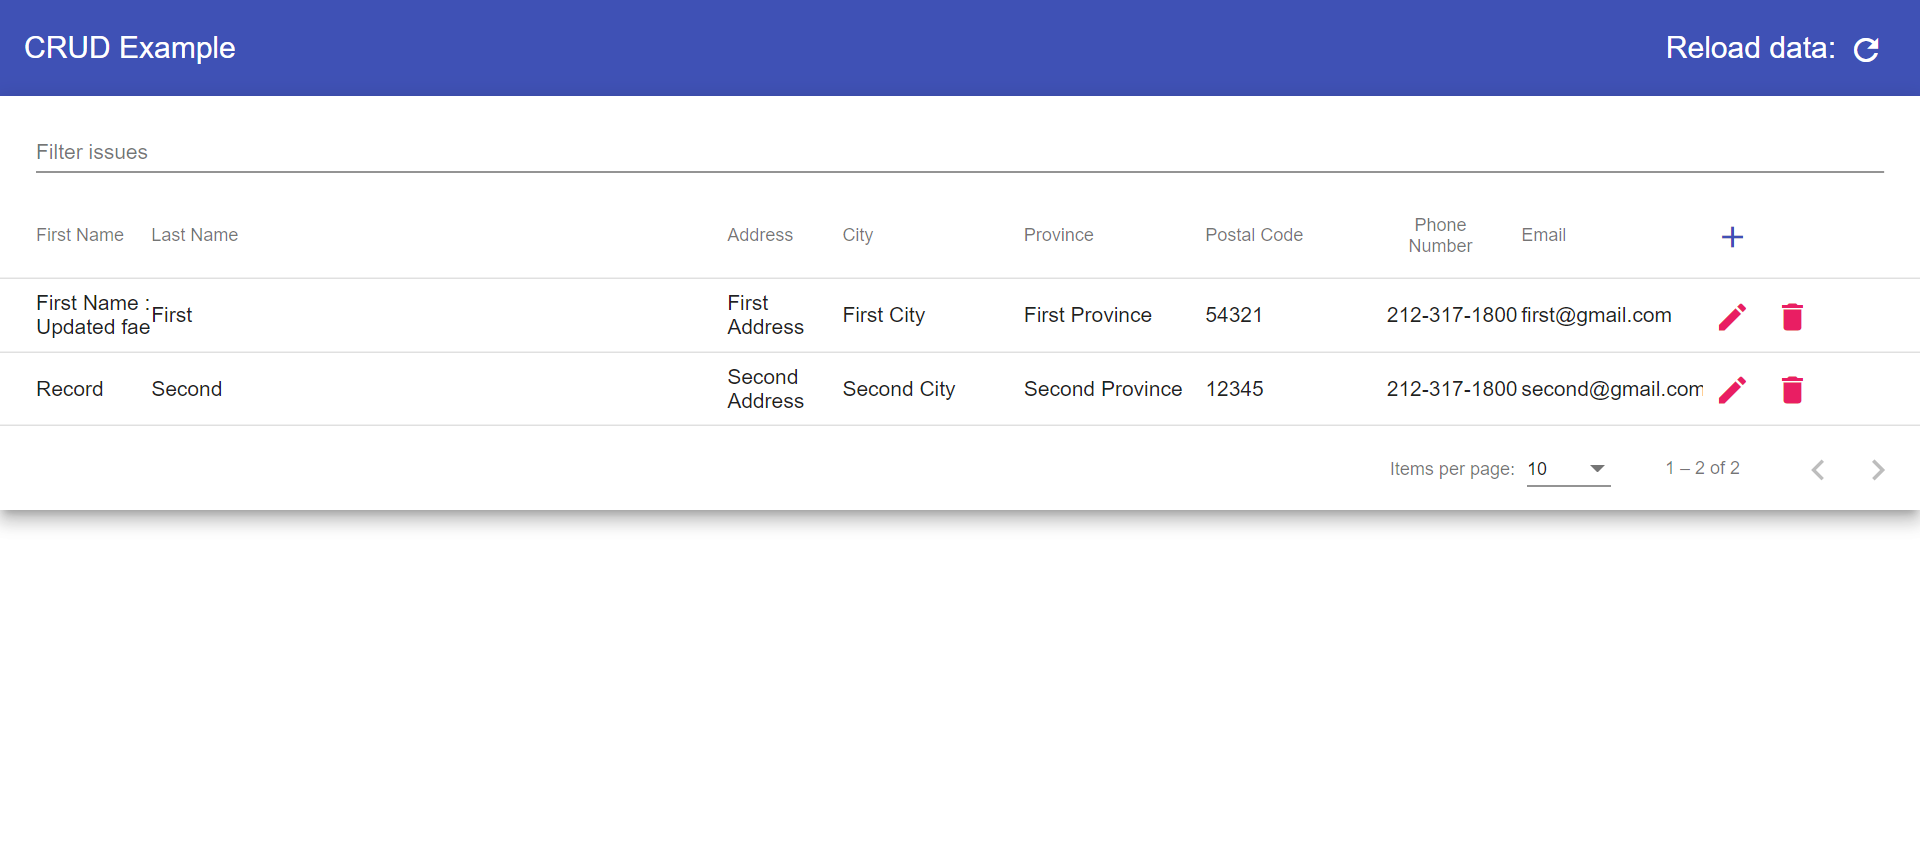 CRUD Example
Reload data:
Filter issues
First Name Last Name Address City Province Postal Code Phone Number Email
First Name : Updated fae First First Address First City First Province 54321 212-317-1800 first@gmail.com
Record Second Second Address Second City Second Province 12345 212-317-1800 second@gmail.com
Items per page: 10 1 – 2 of 2